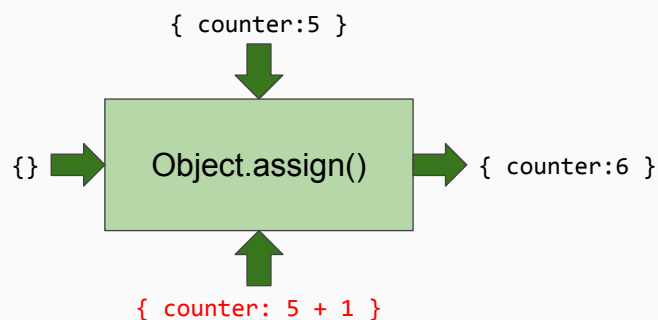 { counter:5 }
{}
Object.assign()
{ counter:6 }
{ counter: 5 + 1 }